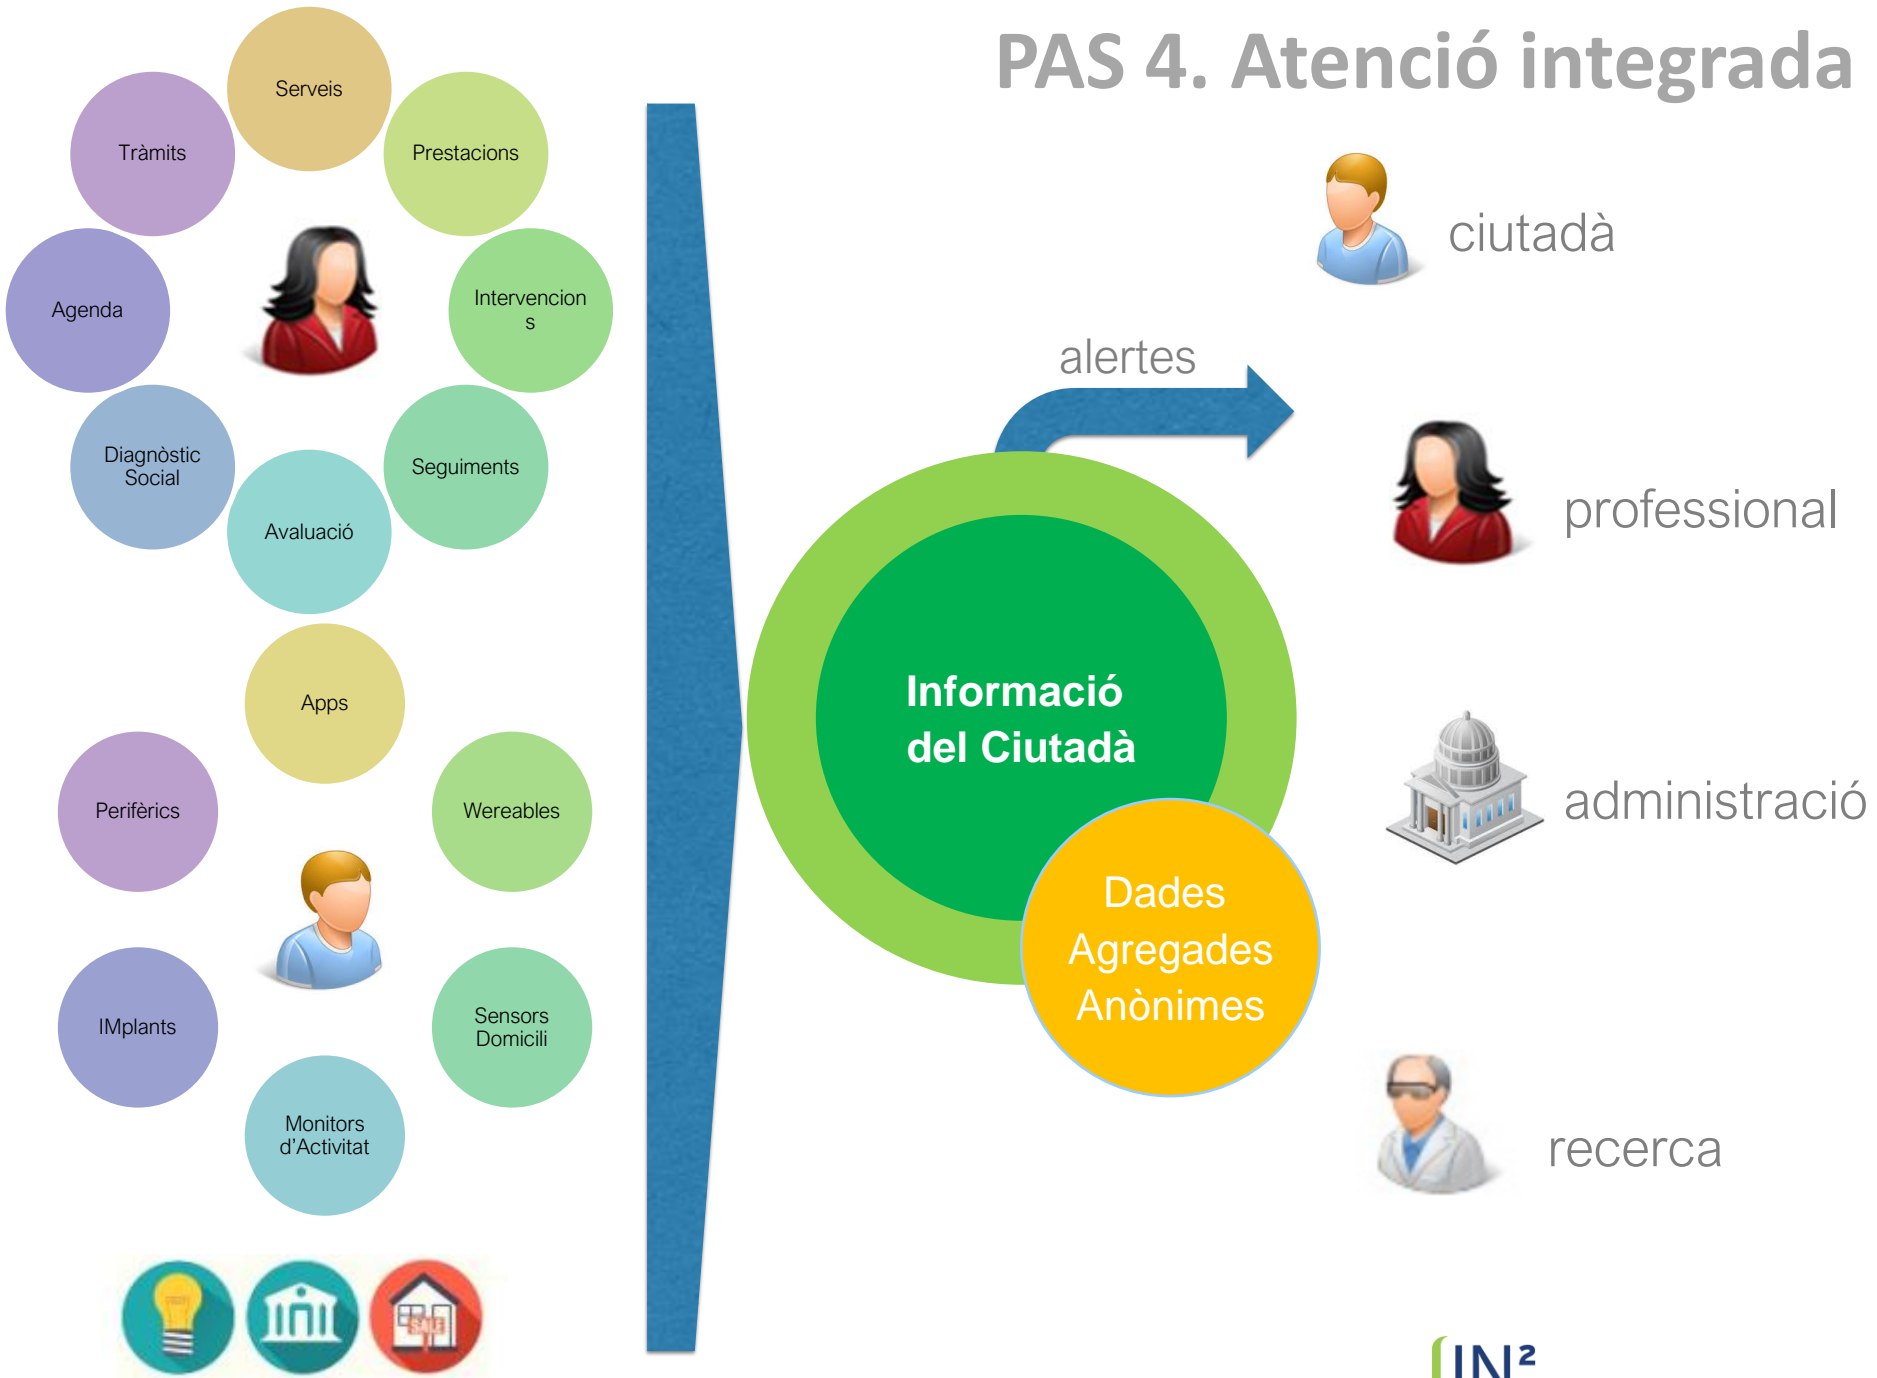 PAS 4. Atenció integrada
Serveis
Tràmits
Prestacions
Agenda
Intervencion
s
Diagnòstic
Social
Seguiments
Avaluació
Apps
Perifèrics
Wereables
IMplants
Sensors
Domicili
Monitors
d'Activitat
SALE
alertes
Informació
del Ciutadà
Dades
Agregades
Anònimes
ciutadà
professional
administració
recerca
IN²